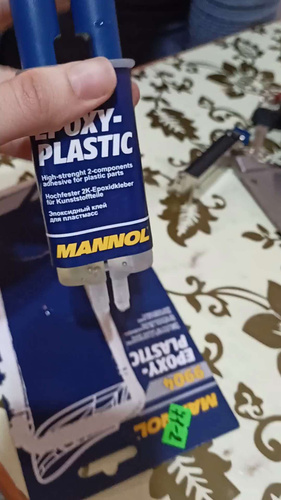 EPOXY-
PLASTIC
High-strenght 2-components
adhesive for plastic parts
Hochfester 2K-Epoxidkleber
für Kunststoffteile
Эпоксидный клей
для пластмасс
MANNOL
EPOXY-
PLASTIC
9904
MANNOL